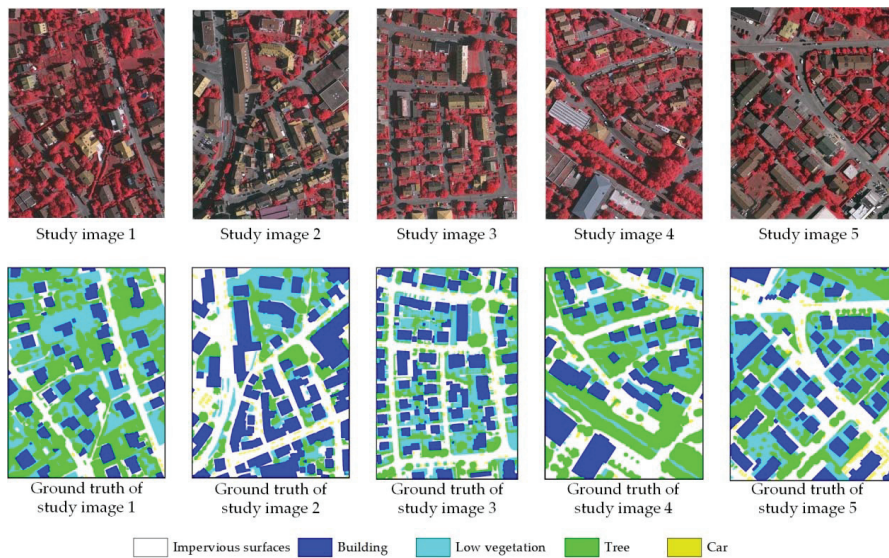 Study image 1
Study image 2
Study image 3
Study image 4
Study image 5
Ground truth of
study image 1
Ground truth of
study image 2
Ground truth of
study image 3
Ground truth of
study image 4
Ground truth of
study image 5
Impervious surfaces
Building
Low vegetation
Tree
Car